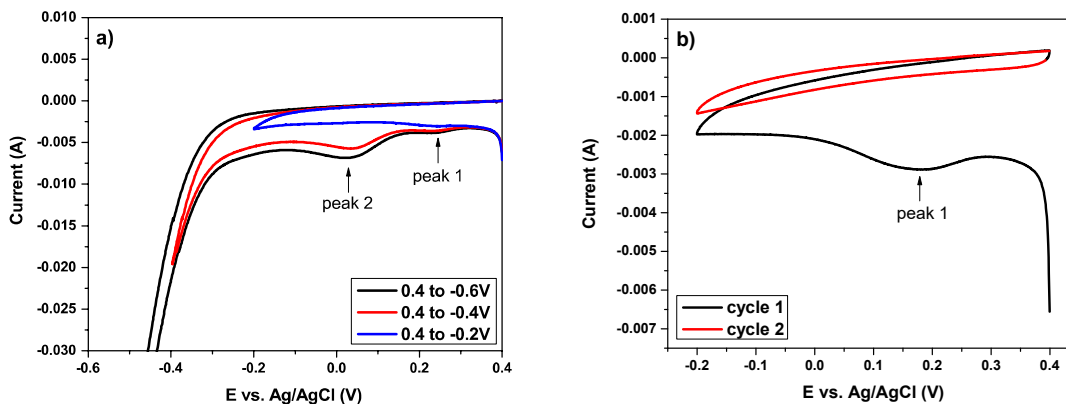 a)
0.010
0.005
0.000
-0.005
-0.010
-0.015
-0.020
-0.025
-0.030
Current (A)
peak 1
peak 2
0.4 to -0.6V
0.4 to -0.4V
0.4 to -0.2V
-0.6 -0.4 -0.2 0.0 0.2 0.4
E vs. Ag/AgCl (V)
b)
0.001
0.000
-0.001
-0.002
-0.003
-0.004
-0.005
-0.006
-0.007
Current (A)
peak 1
cycle 1
cycle 2
-0.2 -0.1 0.0 0.1 0.2 0.3 0.4
E vs. Ag/AgCl (V)